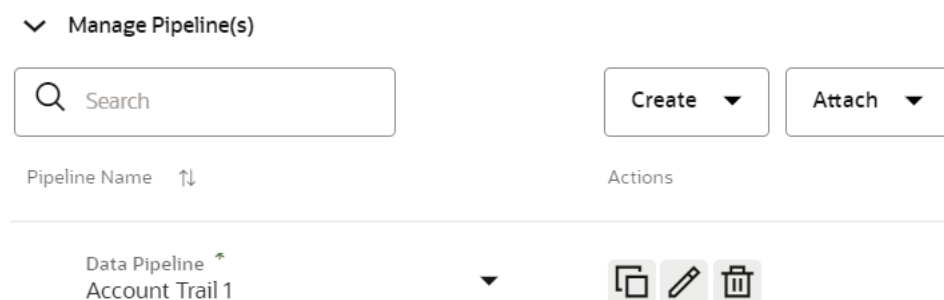 Manage Pipeline(s)
Search
Create
Attach
Pipeline Name
Actions
Data Pipeline
Account Trail 1